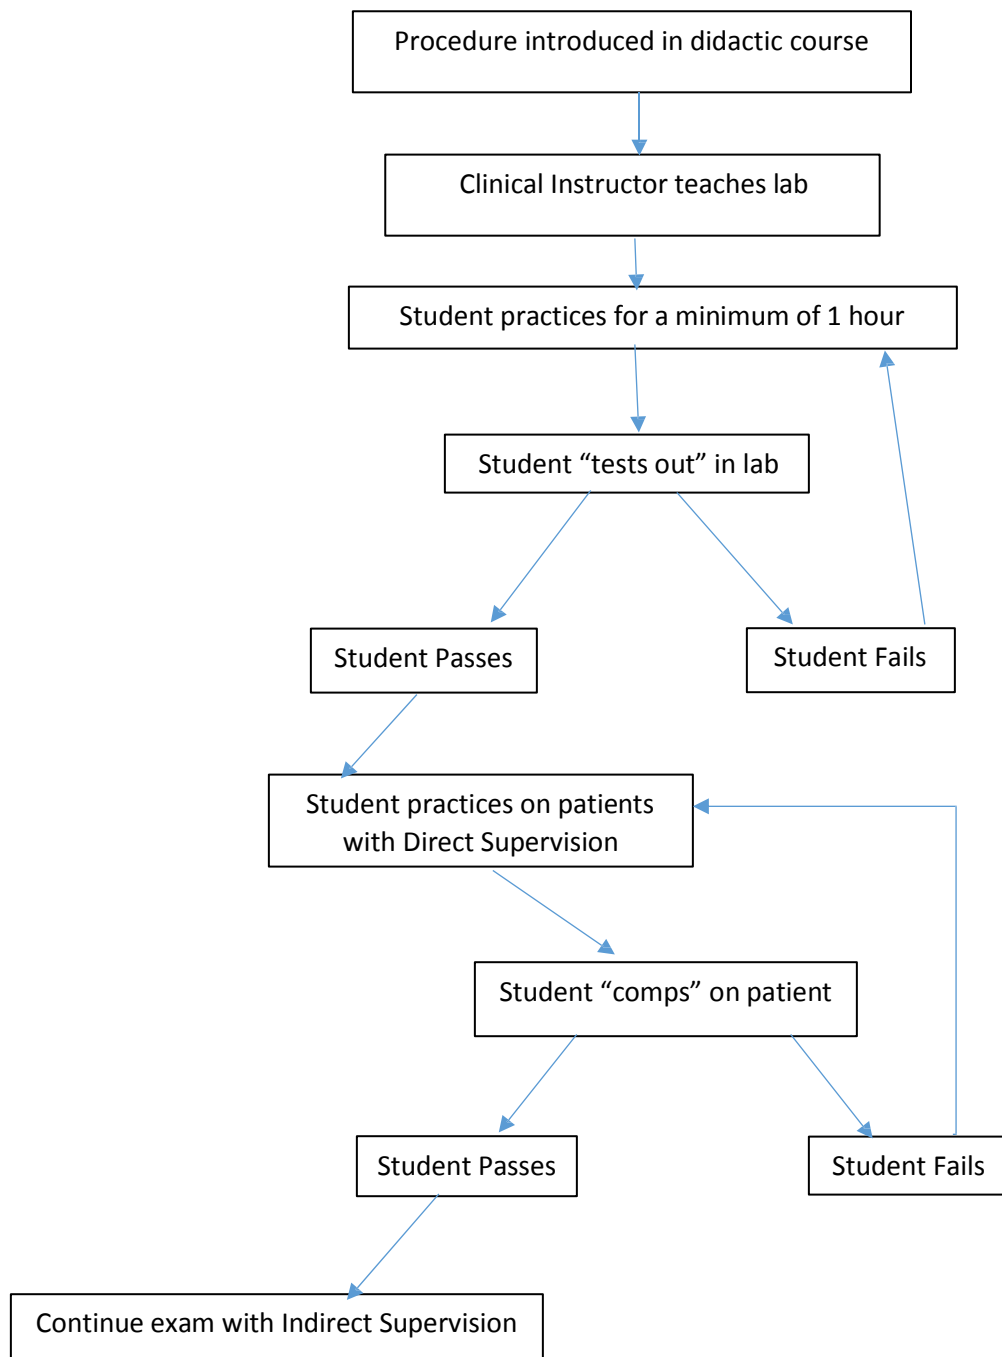 Procedure introduced in didactic course
Clinical Instructor teaches lab
Student practices for a minimum of 1 hour
Student “tests out” in lab
Student Passes
Student Fails
Student practices on patients
with Direct Supervision
Student “comps” on patient
Student Passes
Student Fails
Continue exam with Indirect Supervision